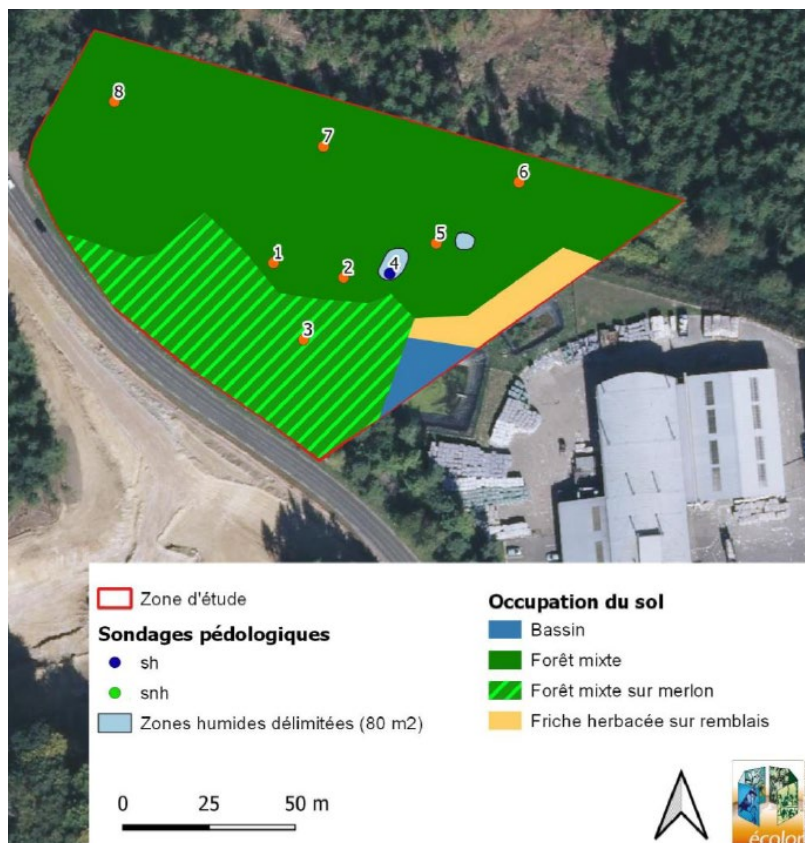 8
7
6
5
1
2
4
3
Zone d'étude
Sondages pédologiques
sh
snh
Zones humides délimitées (80 m2)
0 25 50 m
Occupation du sol
Bassin
Forêt mixte
Forêt mixte sur merlon
Friche herbacée sur remblais
écolor